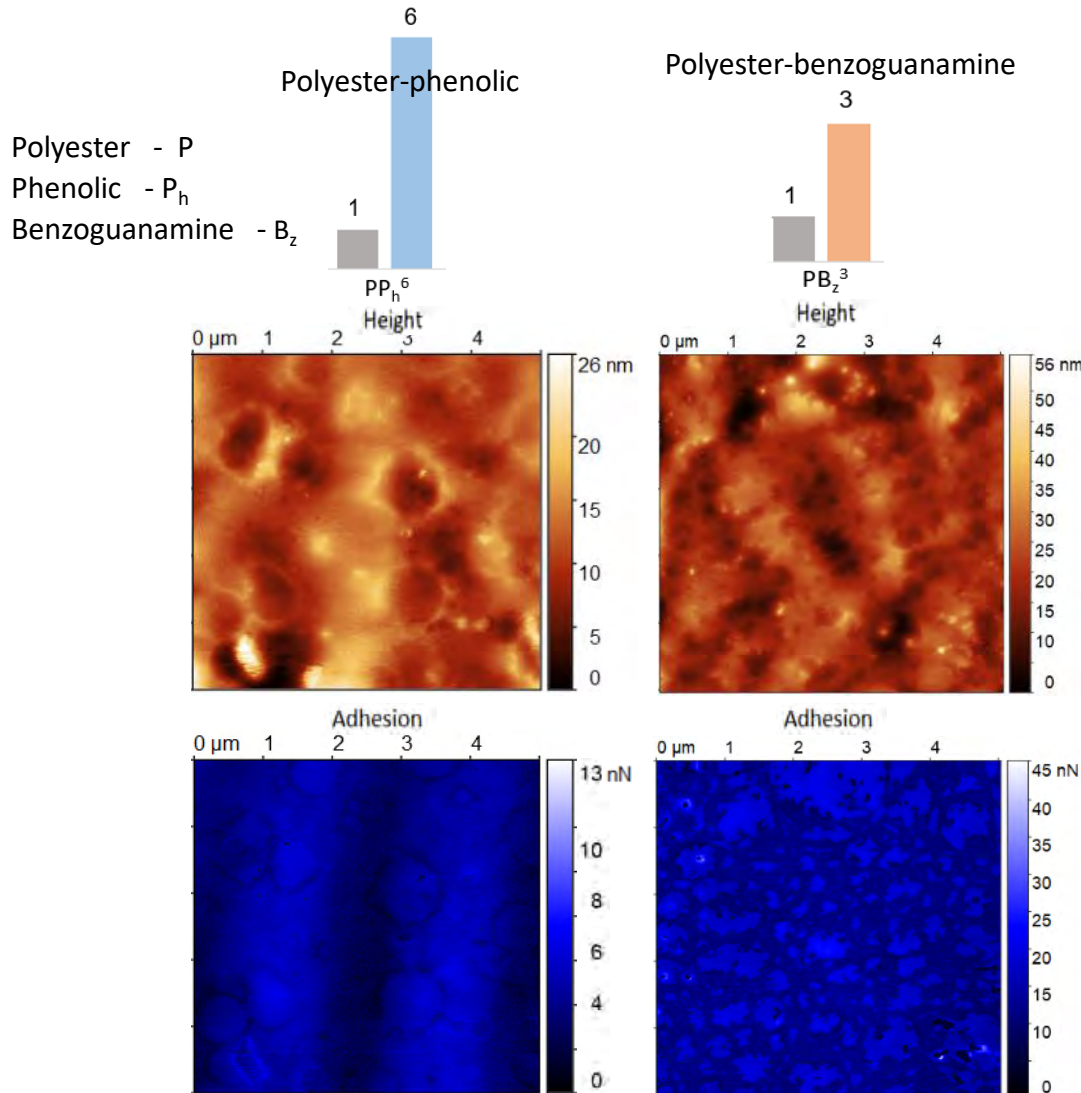 6
Polyester-phenolic
Polyester-benzoguanamine
3
Polyester - P
Phenolic - Pₕ
Benzoguanamine - B_z
1
1
PPₕ⁶
PB_z³
Height
Height
0 µm 1 2 3 4
0 µm 1 2 3 4
26 nm
20
15
10
5
0
56 nm
50
45
40
35
30
25
20
15
10
0
Adhesion
Adhesion
0 µm 1 2 3 4
0 µm 1 2 3 4
13 nN
10
8
6
4
0
45 nN
40
35
30
25
20
10
0